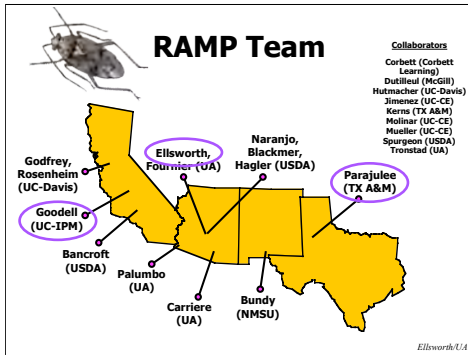 RAMP Team
Collaborators
Corbett (Corbett
Learning)
Dutilleul (McGill)
Hutmacher (UC-Davis)
Jimenez (UC-CE)
Kerns (TX A&M)
Molinar (UC-CE)
Mueller (UC-CE)
Spurgeon (USDA)
Tronstad (UA)
Godfrey,
Rosenheim
(UC-Davis)
Ellsworth,
Fournier (UA)
Naranjo,
Blackmer,
Hagler (USDA)
Parajulee
(TX A&M)
Goodell
(UC-IPM)
Bancroft
(USDA)
Palumbo
(UA)
Carriere
(UA)
Bundy
(NMSU)
Ellsworth/UA